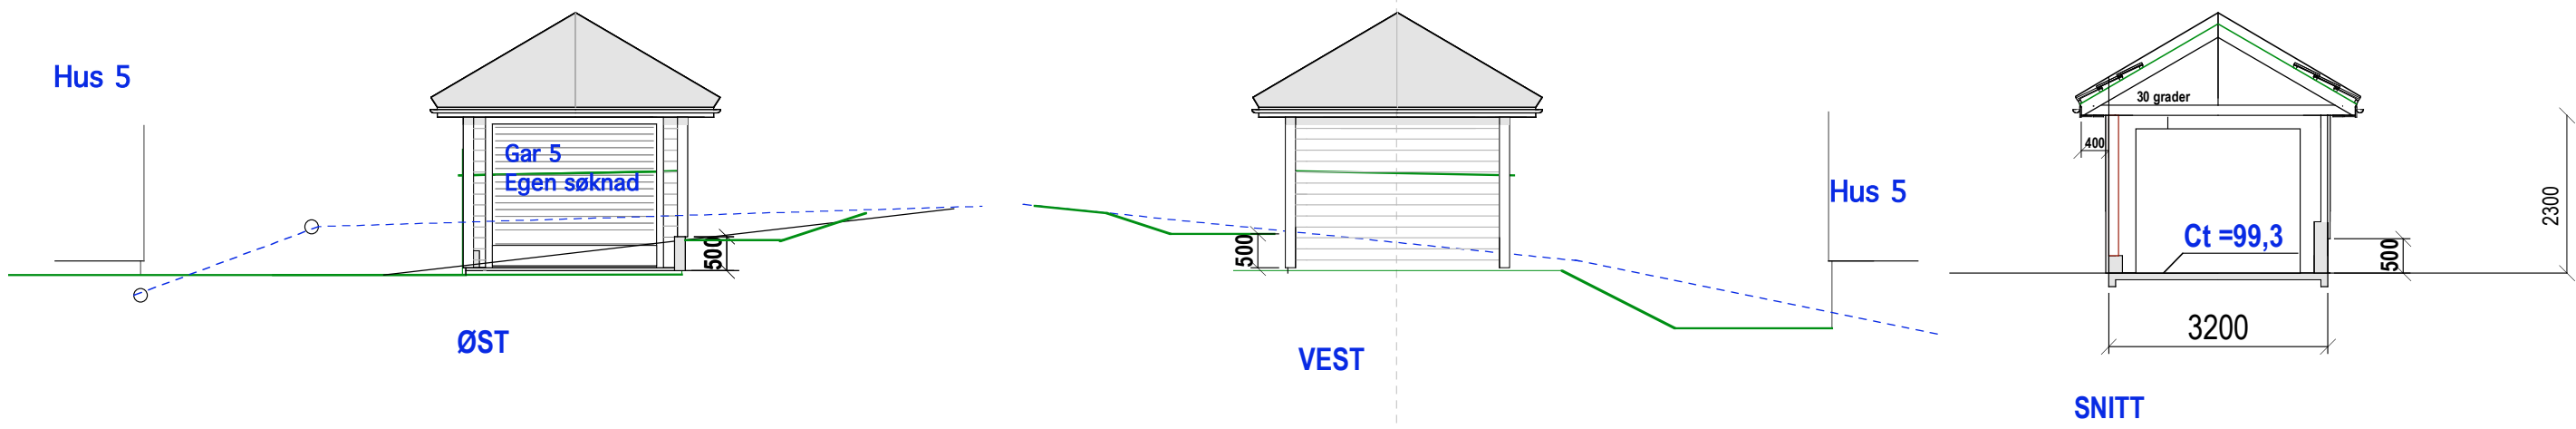 Hus 5
Gar 5
Egen søknad
500
ØST
500
Hus 5
VEST
30 grader
400
Ct =99,3
2300
500
3200
SNITT